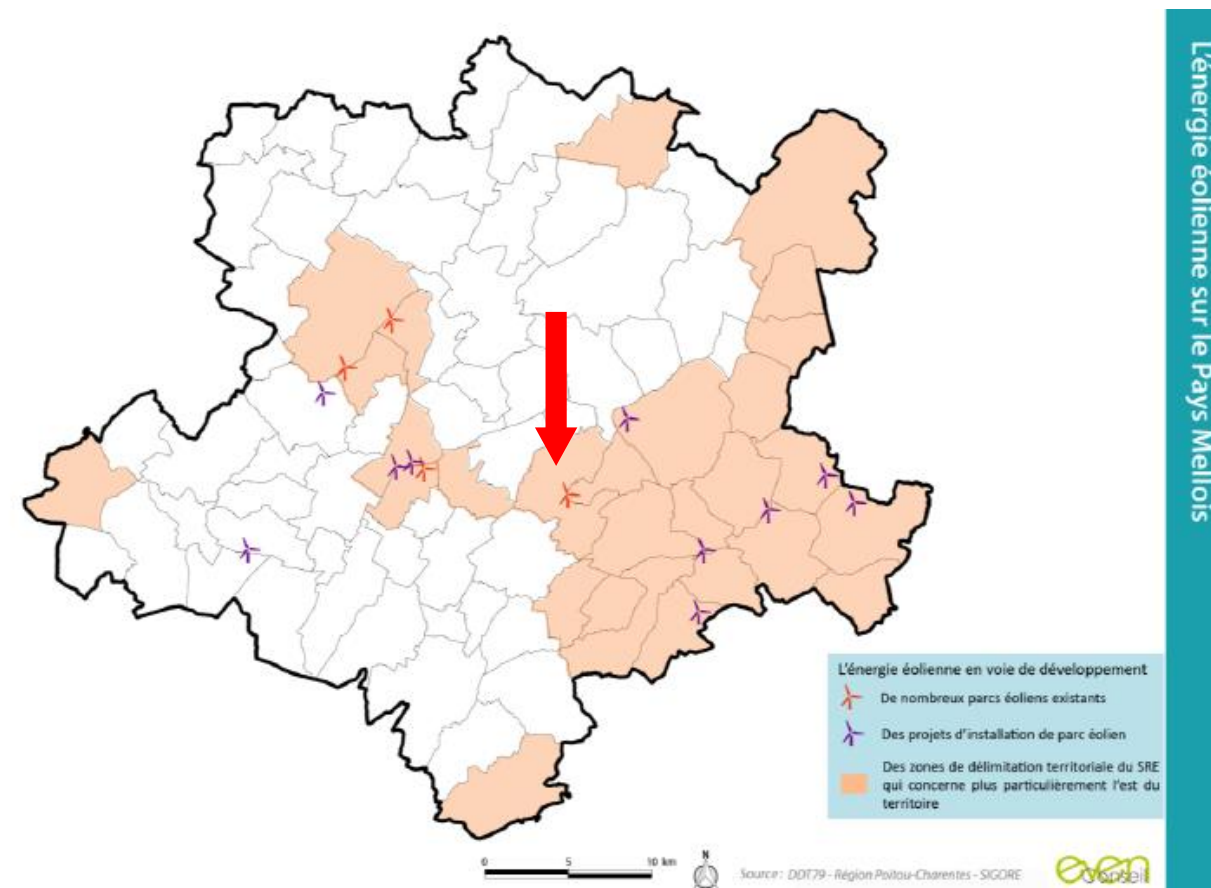 L'énergie éolienne sur le Pays Mellois
L'énergie éolienne en voie de développement
De nombreux parcs éoliens existants
Des projets d'installation de parc éolien
Des zones de délimitation territoriale du SRE
qui concerne plus particulièrement l'est du
territoire
0 5 10 km
N
Source : DDT79 - Région Poitou-Charentes - SIGORE
even
Conseil